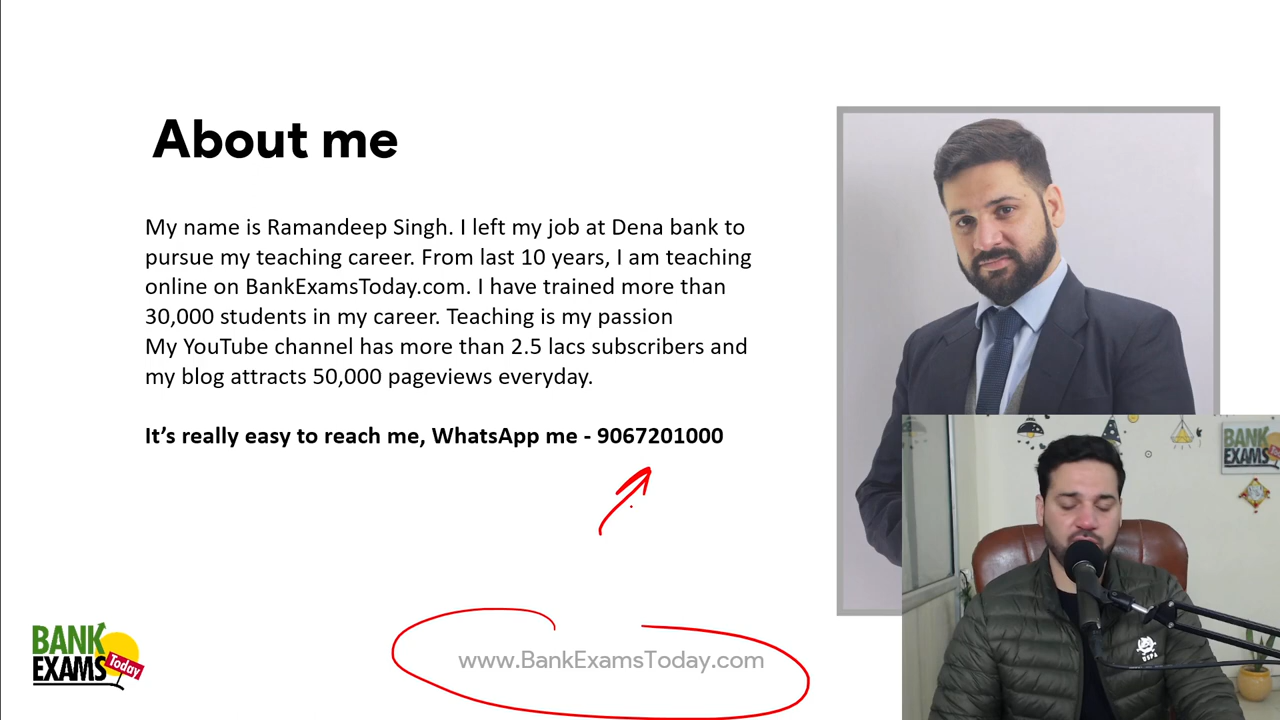 About me
My name is Ramandeep Singh. I left my job at Dena bank to
pursue my teaching career. From last 10 years, I am teaching
online on BankExamsToday.com. I have trained more than
30,000 students in my career. Teaching is my passion
My YouTube channel has more than 2.5 lacs subscribers and
my blog attracts 50,000 pageviews everyday.
It’s really easy to reach me, WhatsApp me - 9067201000
BANK
EXAMS
Today
www.BankExamsToday.com
BANK
EXAMS